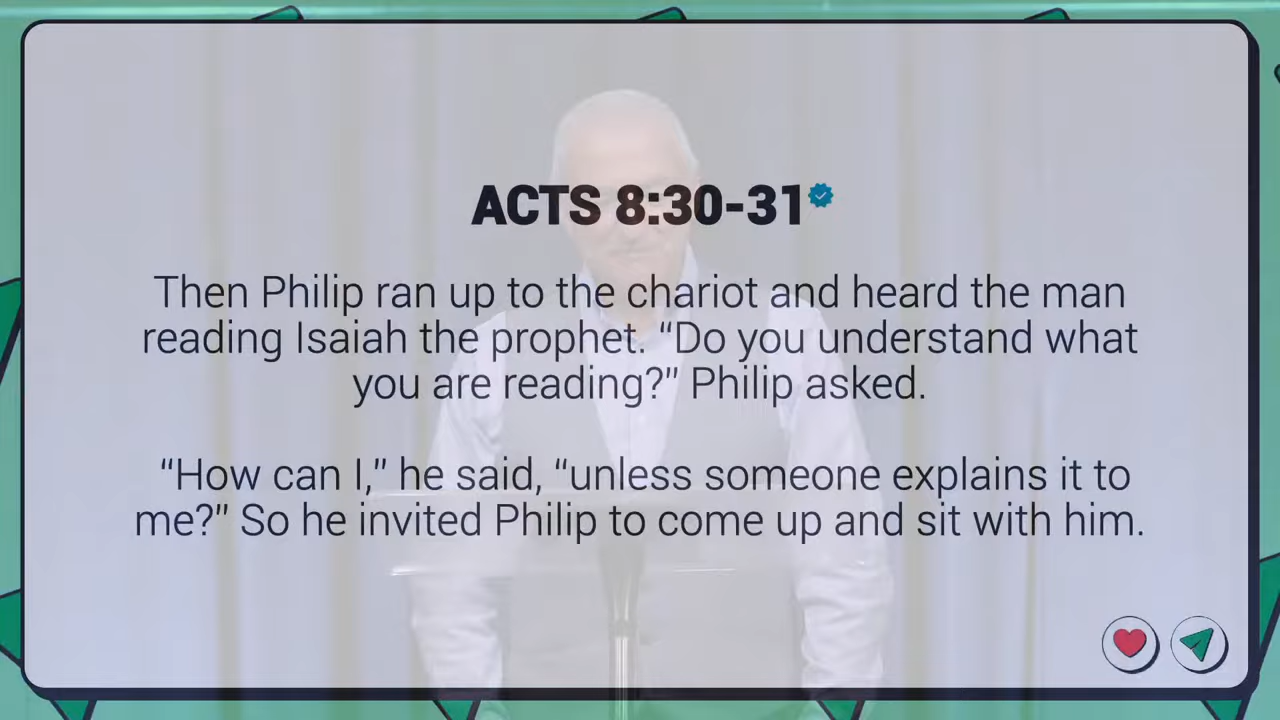 ACTS 8:30-31
Then Philip ran up to the chariot and heard the man
reading Isaiah the prophet. “Do you understand what
you are reading?” Philip asked.
“How can I,” he said, “unless someone explains it to
me?” So he invited Philip to come up and sit with him.